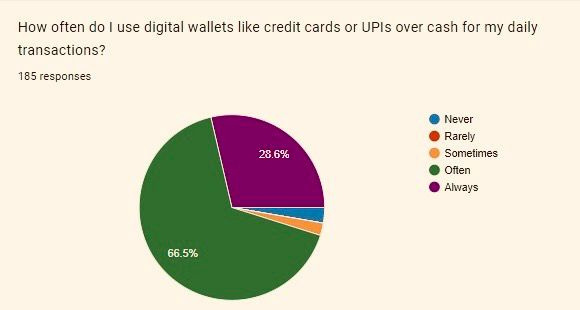 How often do I use digital wallets like credit cards or UPIs over cash for my daily
transactions?
185 responses
Never
Rarely
Sometimes
Often
Always
28.6%
66.5%